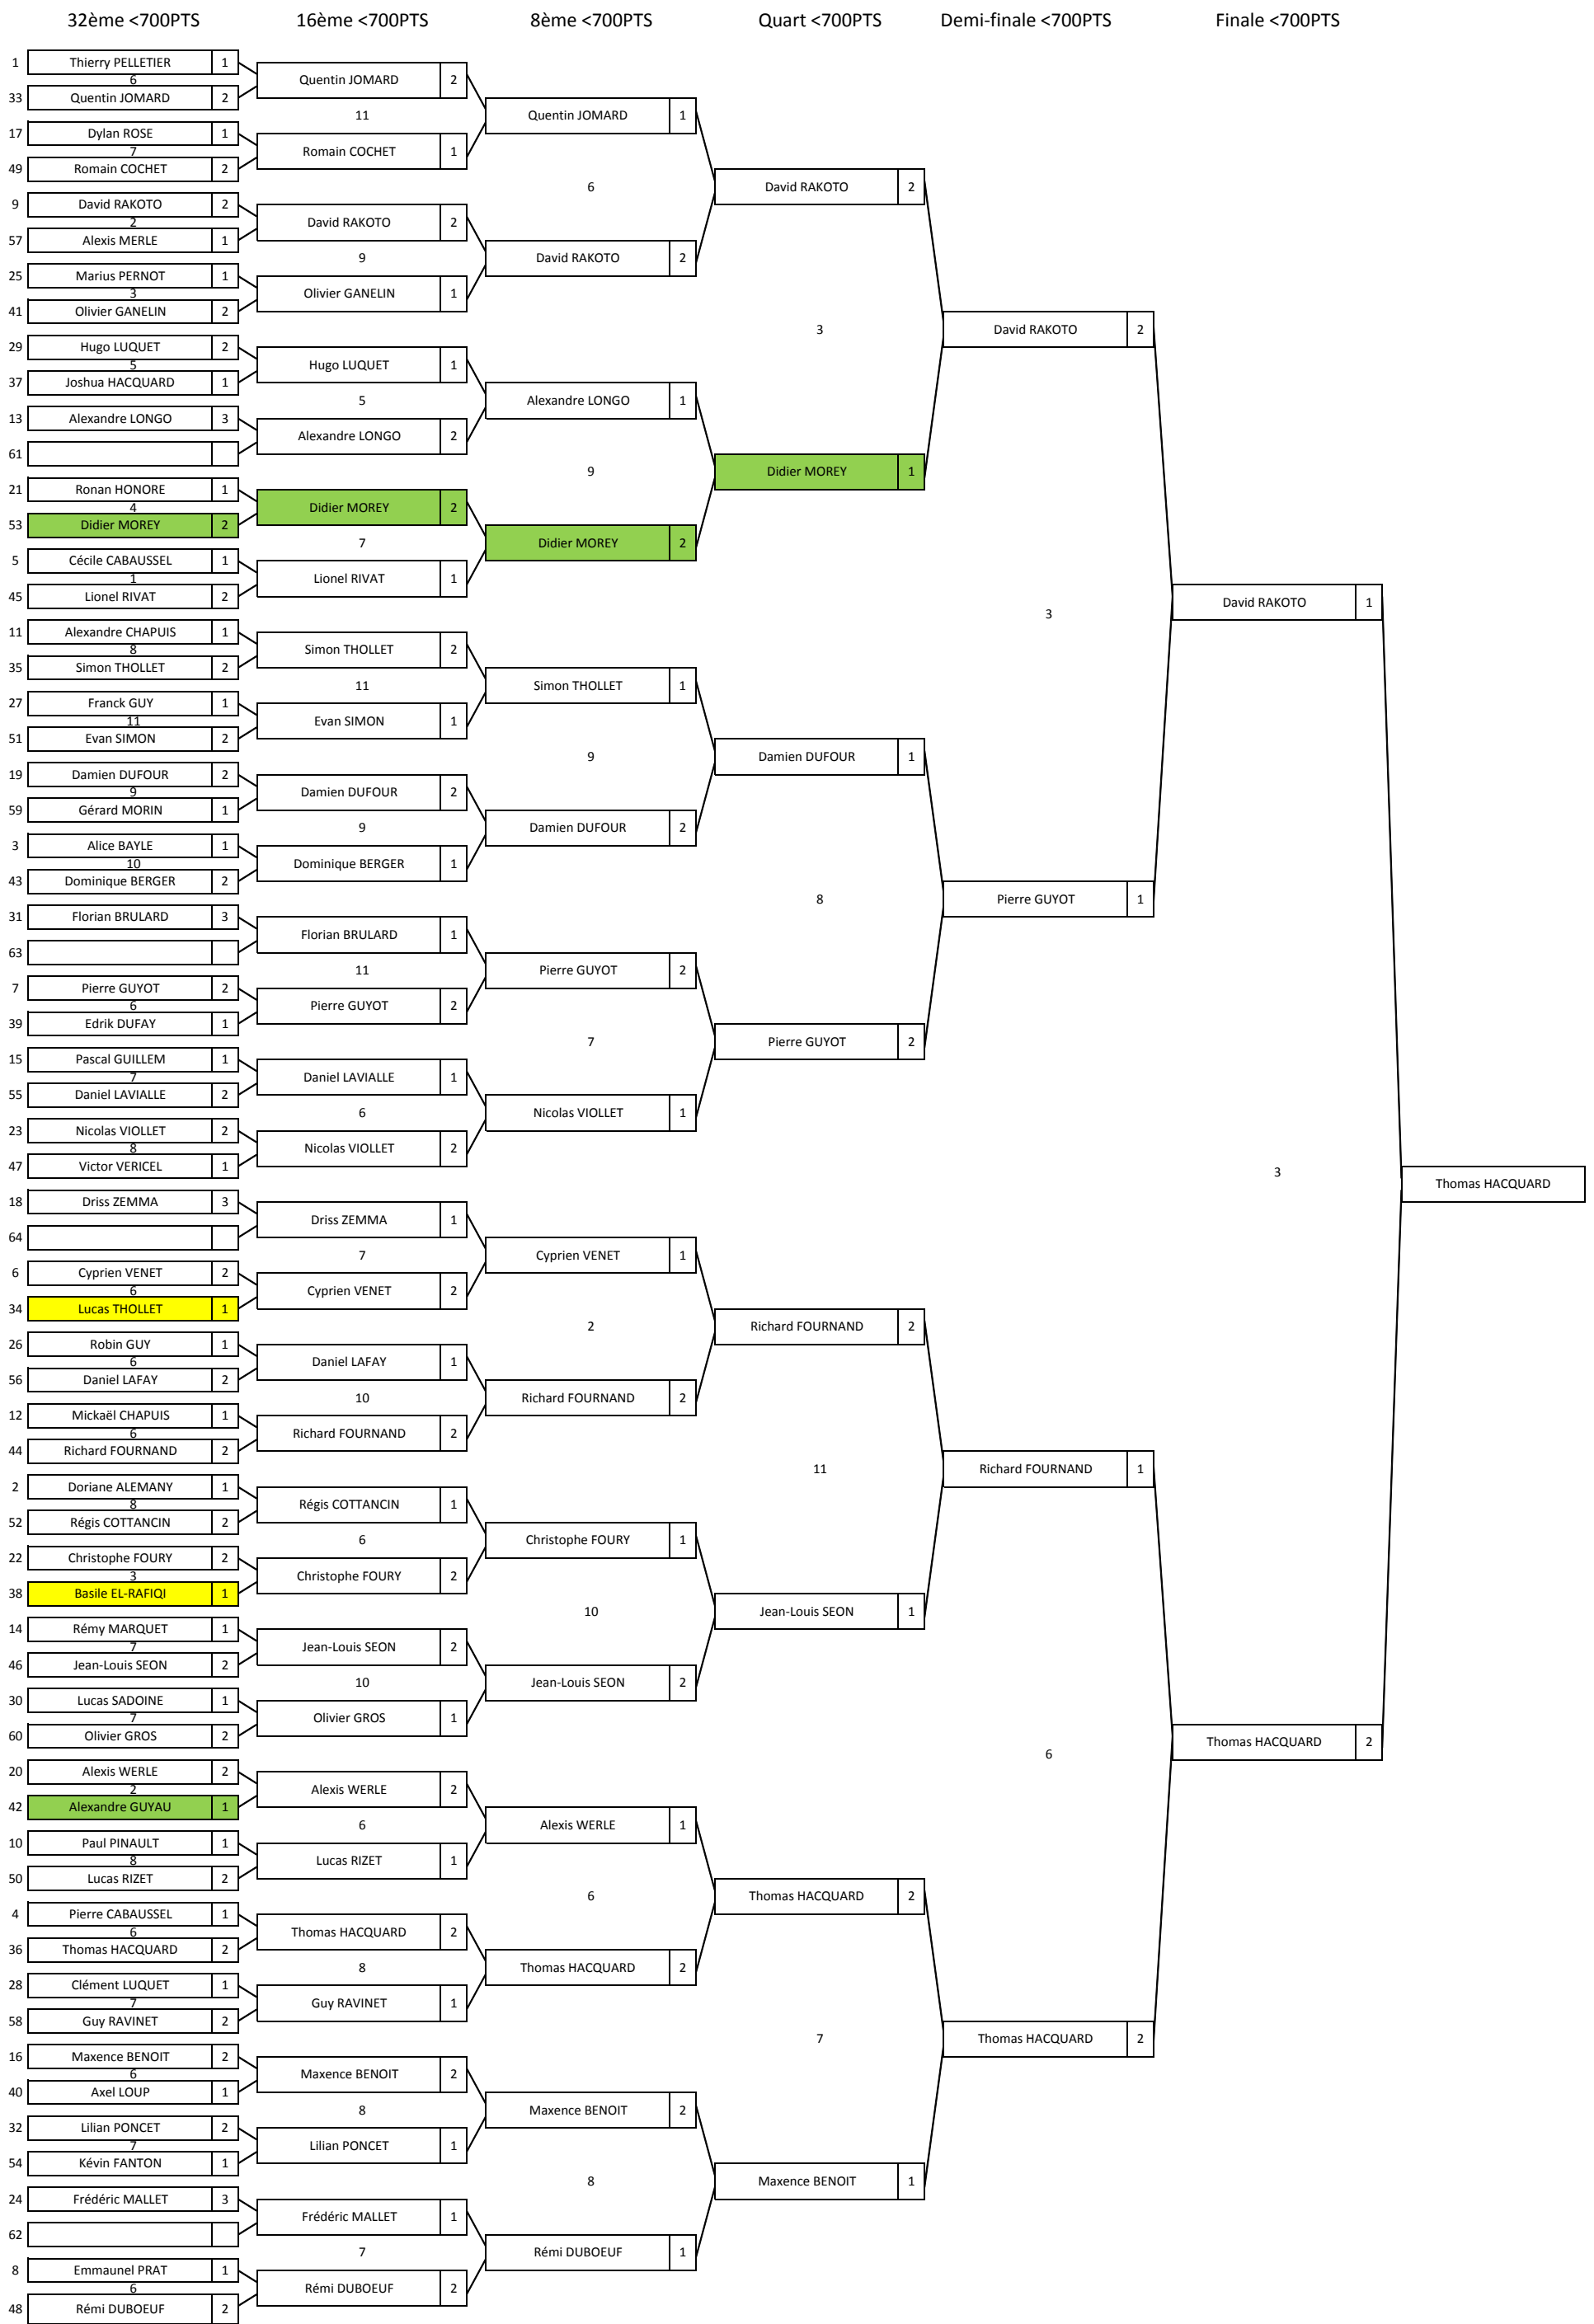 32ème <700PTS 16ème <700PTS 8ème <700PTS Quart <700PTS Demi-finale <700PTS Finale <700PTS
1 Thierry PELLETIER 1
6 Quentin JOMARD 2
33 Quentin JOMARD 2
11 Quentin JOMARD 1
17 Dylan ROSE 1
7 Romain COCHET 1
49 Romain COCHET 2
6 David RAKOTO 2
9 David RAKOTO 2
2 David RAKOTO 2
57 Alexis MERLE 1
9 David RAKOTO 2
25 Marius PERNOT 1
3 Olivier GANELIN 1
41 Olivier GANELIN 2
3 David RAKOTO 2
29 Hugo LUQUET 2
5 Hugo LUQUET 1
37 Joshua HACQUARD 1
5 Alexandre LONGO 1
13 Alexandre LONGO 3
Alexandre LONGO 2
61
9 Didier MOREY 1
21 Ronan HONORE 1
4 Didier MOREY 2
53 Didier MOREY 2
7 Didier MOREY 2
5 Cécile CABAUSSEL 1
1 Lionel RIVAT 1
45 Lionel RIVAT 2
3 David RAKOTO 1
11 Alexandre CHAPUIS 1
8 Simon THOLLET 2
35 Simon THOLLET 2
11 Simon THOLLET 1
27 Franck GUY 1
11 Evan SIMON 1
51 Evan SIMON 2
9 Damien DUFOUR 1
19 Damien DUFOUR 2
9 Damien DUFOUR 2
59 Gérard MORIN 1
9 Damien DUFOUR 2
3 Alice BAYLE 1
10 Dominique BERGER 1
43 Dominique BERGER 2
8 Pierre GUYOT 1
31 Florian BRULARD 3
Florian BRULARD 1
63
11 Pierre GUYOT 2
7 Pierre GUYOT 2
6 Pierre GUYOT 2
39 Edrik DUFAY 1
7 Pierre GUYOT 2
15 Pascal GUILLEM 1
7 Daniel LAVIALLE 1
55 Daniel LAVIALLE 2
6 Nicolas VIOLLET 1
23 Nicolas VIOLLET 2
8 Nicolas VIOLLET 2
47 Victor VERICEL 1
3 Thomas HACQUARD
18 Driss ZEMMA 3
Driss ZEMMA 1
64
7 Cyprien VENET 1
6 Cyprien VENET 2
6 Cyprien VENET 2
34 Lucas THOLLET 1
2 Richard FOURNAND 2
26 Robin GUY 1
6 Daniel LAFAY 1
56 Daniel LAFAY 2
10 Richard FOURNAND 2
12 Mickaël CHAPUIS 1
6 Richard FOURNAND 2
44 Richard FOURNAND 2
11 Richard FOURNAND 1
2 Doriane ALEMANY 1
8 Régis COTTANCIN 1
52 Régis COTTANCIN 2
6 Christophe FOURY 1
22 Christophe FOURY 2
3 Christophe FOURY 2
38 Basile EL-RAFIQI 1
10 Jean-Louis SEON 1
14 Rémy MARQUET 1
7 Jean-Louis SEON 2
46 Jean-Louis SEON 2
10 Jean-Louis SEON 2
30 Lucas SADOINE 1
7 Olivier GROS 1
60 Olivier GROS 2
6 Thomas HACQUARD 2
20 Alexis WERLE 2
2 Alexis WERLE 2
42 Alexandre GUYAU 1
6 Alexis WERLE 1
10 Paul PINAULT 1
8 Lucas RIZET 1
50 Lucas RIZET 2
6 Thomas HACQUARD 2
4 Pierre CABAUSSEL 1
6 Thomas HACQUARD 2
36 Thomas HACQUARD 2
8 Thomas HACQUARD 2
28 Clément LUQUET 1
7 Guy RAVINET 1
58 Guy RAVINET 2
7 Thomas HACQUARD 2
16 Maxence BENOIT 2
6 Maxence BENOIT 2
40 Axel LOUP 1
8 Maxence BENOIT 2
32 Lilian PONCET 2
7 Lilian PONCET 1
54 Kévin FANTON 1
8 Maxence BENOIT 1
24 Frédéric MALLET 3
Frédéric MALLET 1
62
7 Rémi DUBOEUF 1
8 Emmaunel PRAT 1
6 Rémi DUBOEUF 2
48 Rémi DUBOEUF 2